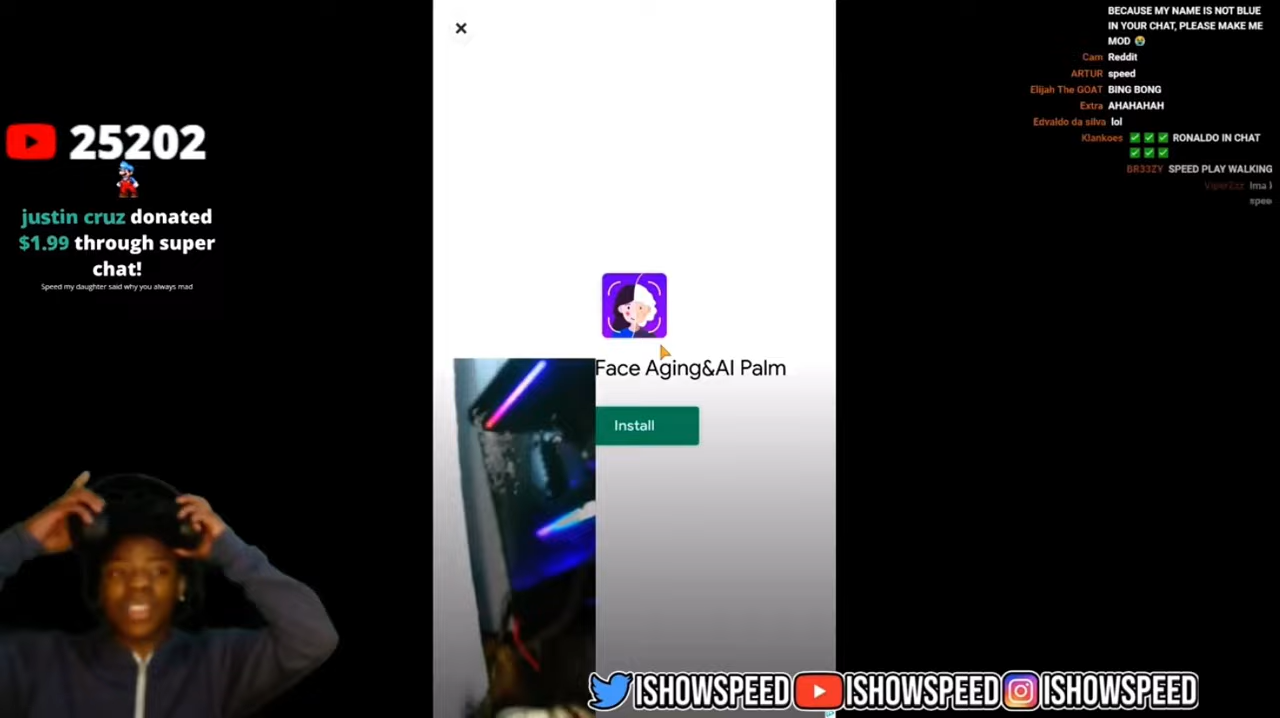 25202
justin cruz donated
$1.99 through super
chat!
Speed my daughter said why you always mad
Face Aging&AI Palm
Install
BECAUSE MY NAME IS NOT BLUE
IN YOUR CHAT, PLEASE MAKE ME
MOD 😭
Cam Reddit
ARTUR speed
Elijah The GOAT BING BONG
Extra AHAHAHAH
Edvaldo da silva lol
Klankoes ✅ ✅ ✅ RONALDO IN CHAT
✅ ✅ ✅
BR33ZY SPEED PLAY WALKING
ISHOWSPEED ISHOWSPEED ISHOWSPEED